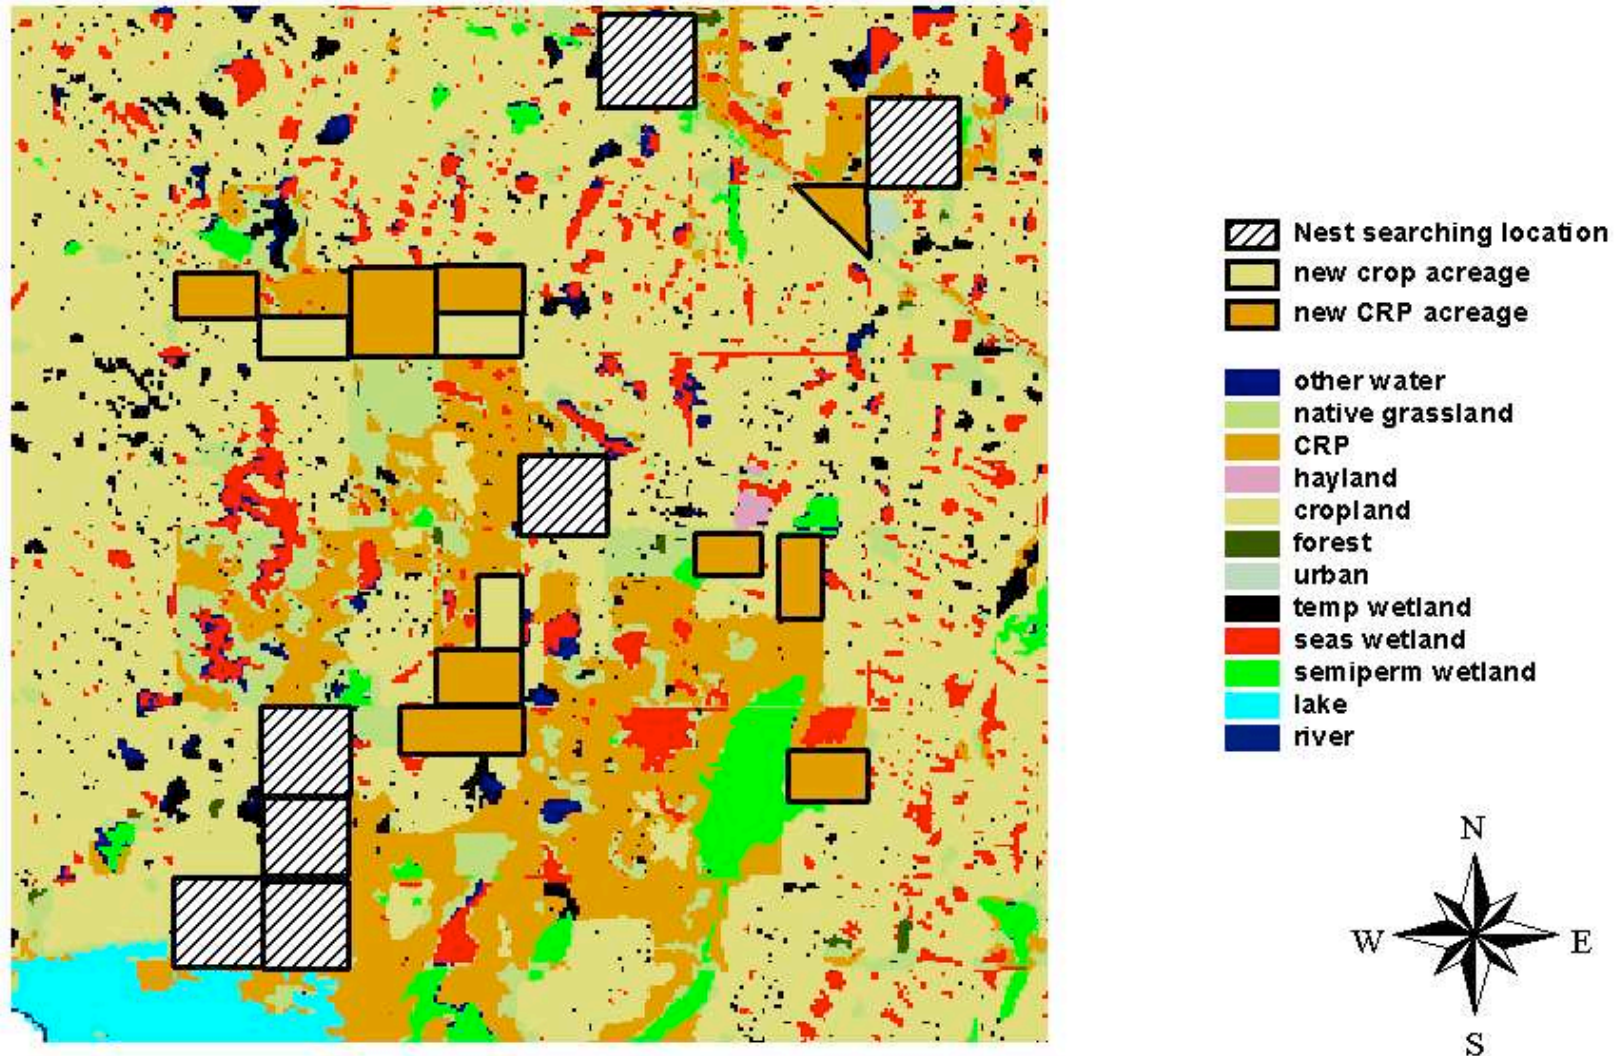 Nest searching location
new crop acreage
new CRP acreage
other water
native grassland
CRP
hayland
cropland
forest
urban
temp wetland
seas wetland
semiperm wetland
lake
river
N
W E
S